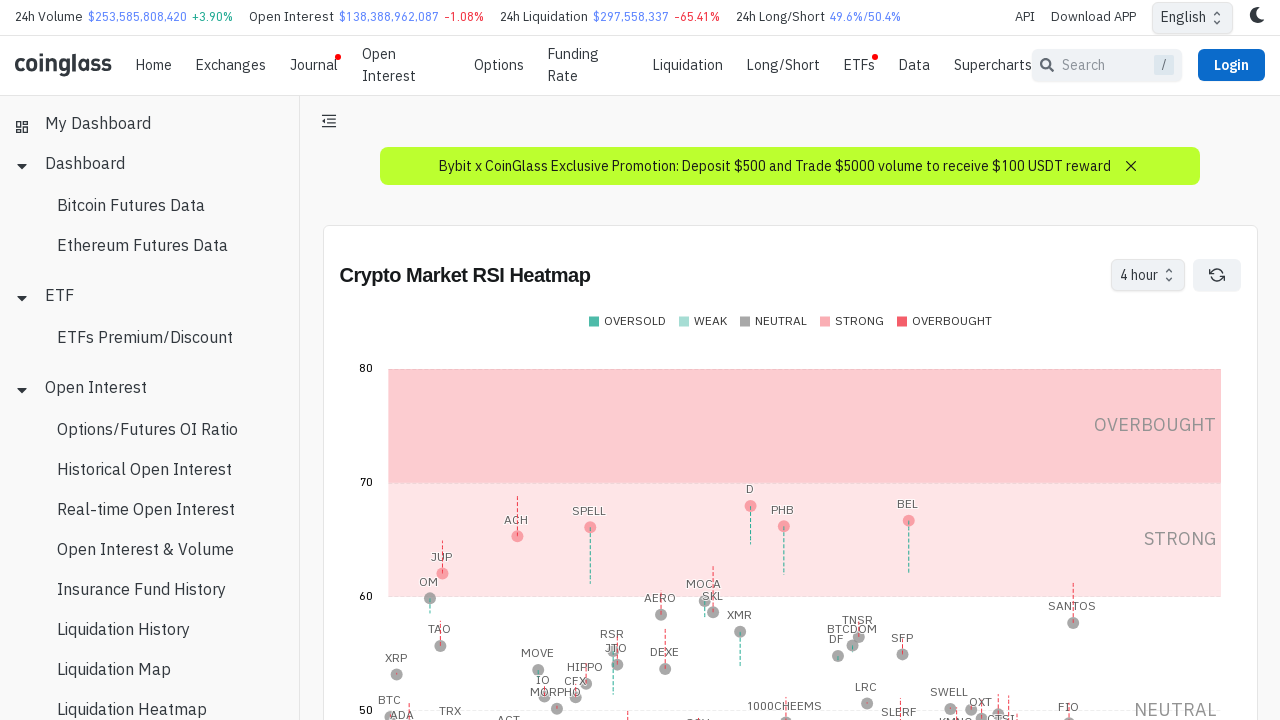 24h Volume $253,585,808,420 +3.90% Open Interest $138,388,962,087 -1.08% 24h Liquidation $297,558,337 -65.41% 24h Long/Short 49.6%/50.4% API Download APP English
coinglass Home Exchanges Journal Open Interest Options Funding Rate Liquidation Long/Short ETFs Data Supercharts Search / Login
My Dashboard
Dashboard
Bitcoin Futures Data
Ethereum Futures Data
ETF
ETFs Premium/Discount
Open Interest
Options/Futures OI Ratio
Historical Open Interest
Real-time Open Interest
Open Interest & Volume
Insurance Fund History
Liquidation History
Liquidation Map
Liquidation Heatmap
Bybit x CoinGlass Exclusive Promotion: Deposit $500 and Trade $5000 volume to receive $100 USDT reward
Crypto Market RSI Heatmap 4 hour
OVERSOLD WEAK NEUTRAL STRONG OVERBOUGHT
80
OVERBOUGHT
70
D
BEL
PHB
SPELL
ACH
STRONG
JUP
OM
MOCA
60
SKL
AERO
SANTOS
XMR
TNSR
TAO
BTCDOM
RSR
DF
SFP
JTO
DEXE
MOVE
XRP
HIPPO
IO
CFX
LRC
MORPHO
SWELL
BTC
OXT
1000CHEEMS
FIO
50
TRX
SLERF
NEUTRAL
ADA
CTSI
ACT